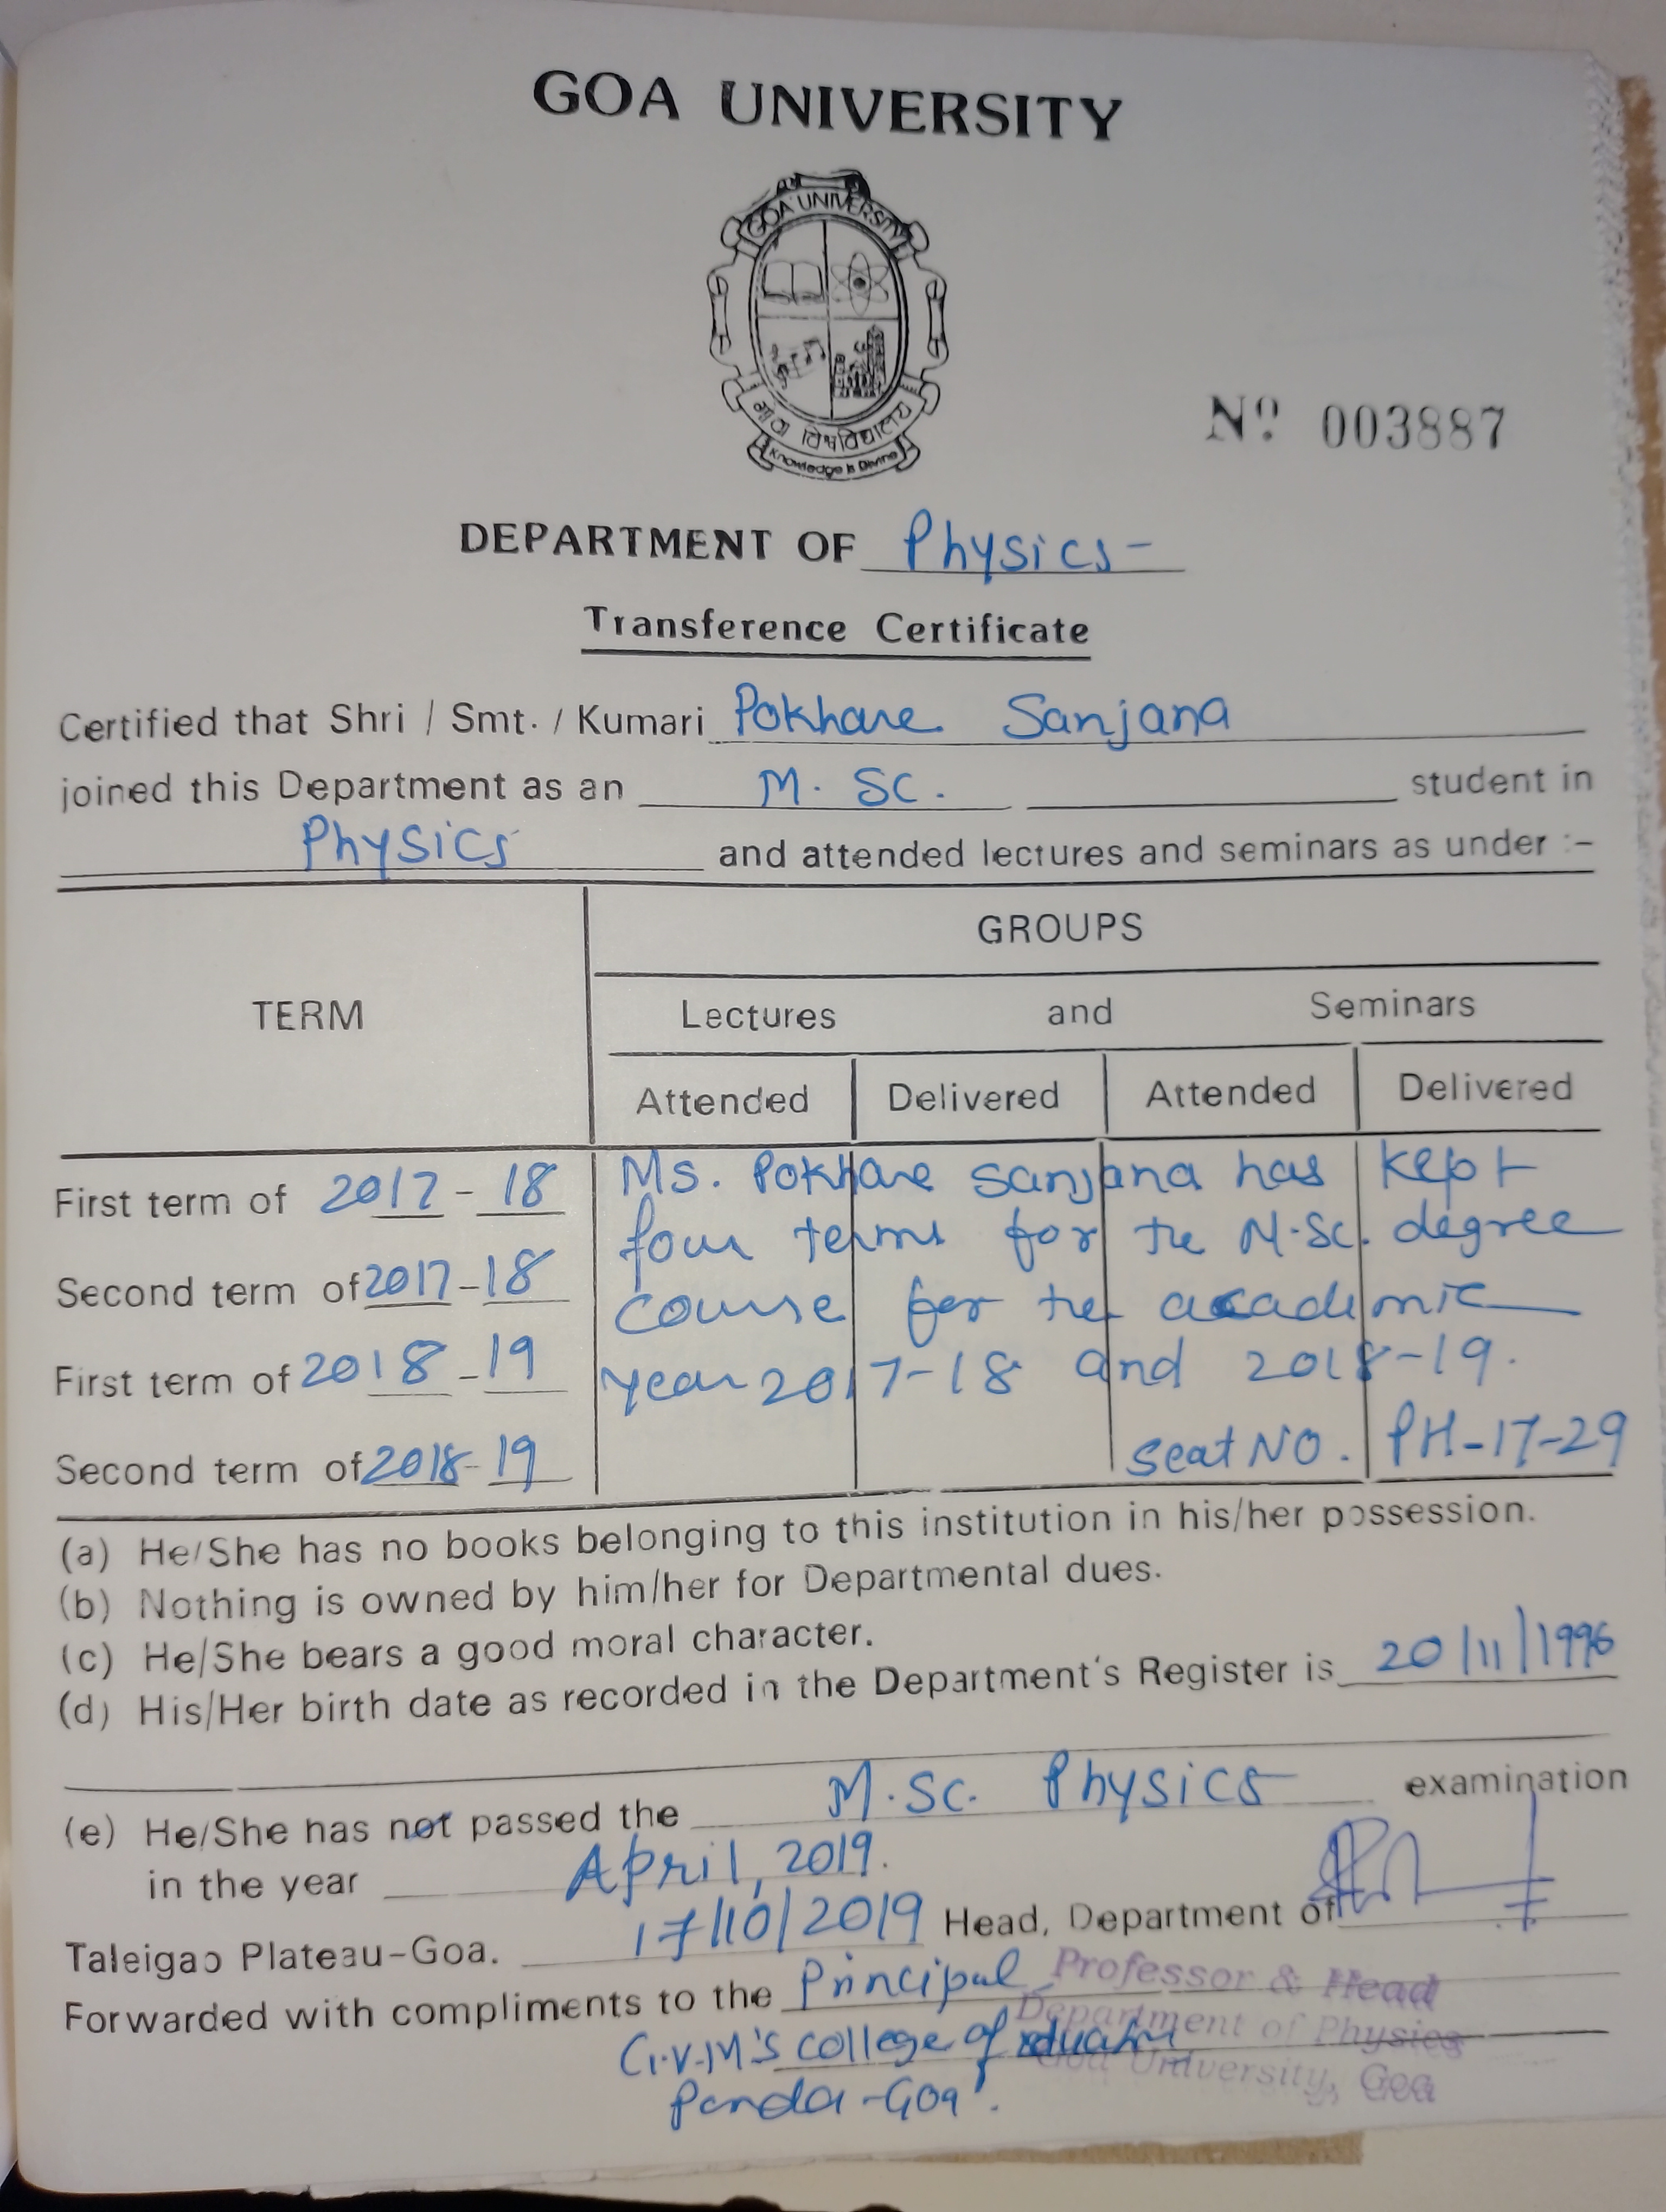 GOA UNIVERSITY
GOA UNIVERSITY
गोवा विश्वविद्यालय
Knowledge is Divine
Nº 003887
DEPARTMENT OF Physics -
Transference Certificate
Certified that Shri / Smt. / Kumari Pokhare Sanjana
joined this Department as an M. Sc. student in
Physics and attended lectures and seminars as under :-
GROUPS
TERM
Lectures and Seminars
Attended Delivered Attended Delivered
First term of 2017 - 18
Second term of 2017 - 18
First term of 2018 - 19
Second term of 2018 - 19
Ms. Pokhare Sanjana has kept
four terms for the M.Sc. degree
course for the academic
year 2017-18 and 2018-19.
Seat NO. PH-17-29
(a) He/She has no books belonging to this institution in his/her possession.
(b) Nothing is owned by him/her for Departmental dues.
(c) He/She bears a good moral character.
(d) His/Her birth date as recorded in the Department's Register is 20/11/1996
(e) He/She has not passed the M.Sc. Physics examination
in the year April, 2019.
Taleigao Plateau-Goa. 17/10/2019 Head, Department of
Forwarded with compliments to the Principal
G.V.M's college of education
Ponda-Goa.
Professor & Head
Department of Physics
Goa University, Goa